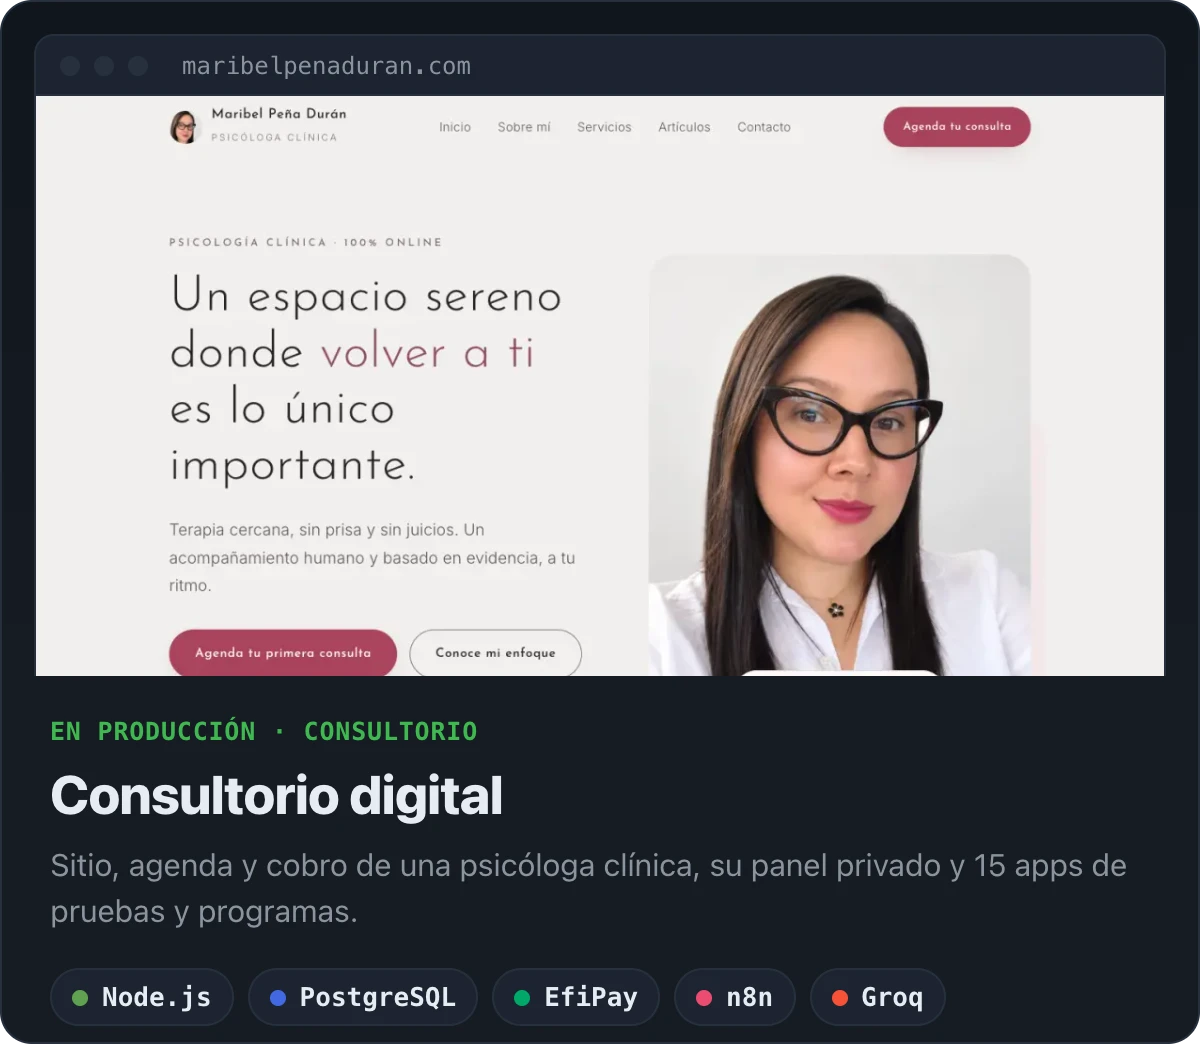 maribelpenaduran.com
Maribel Peña Durán
PSICÓLOGA CLÍNICA
Inicio
Sobre mí
Servicios
Artículos
Contacto
Agenda tu consulta
PSICOLOGÍA CLÍNICA · 100% ONLINE
Un espacio sereno
donde volver a ti
es lo único
importante.
Terapia cercana, sin prisa y sin juicios. Un
acompañamiento humano y basado en evidencia, a tu
ritmo.
Agenda tu primera consulta
Conoce mi enfoque
EN PRODUCCIÓN · CONSULTORIO
Consultorio digital
Sitio, agenda y cobro de una psicóloga clínica, su panel privado y 15 apps de
pruebas y programas.
Node.js
PostgreSQL
EfiPay
n8n
Groq